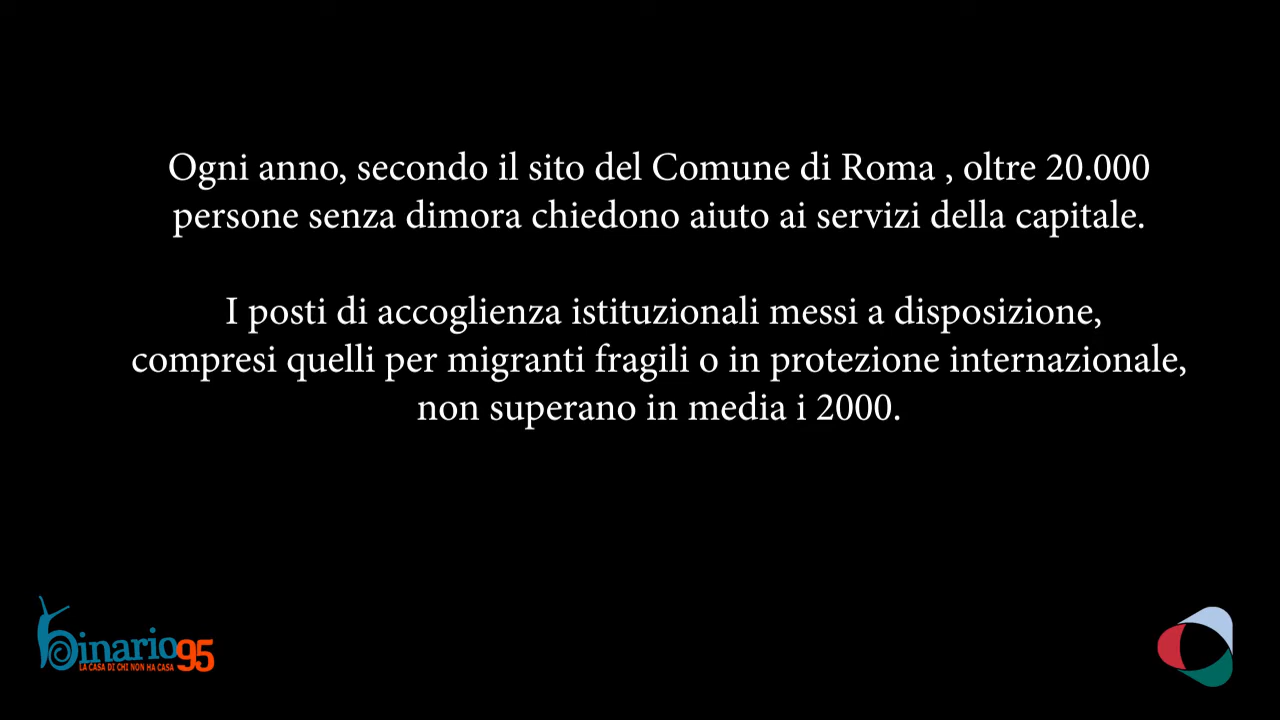 Ogni anno, secondo il sito del Comune di Roma , oltre 20.000
persone senza dimora chiedono aiuto ai servizi della capitale.
I posti di accoglienza istituzionali messi a disposizione,
compresi quelli per migranti fragili o in protezione internazionale,
non superano in media i 2000.
binario95
LA CASA DI CHI NON HA CASA